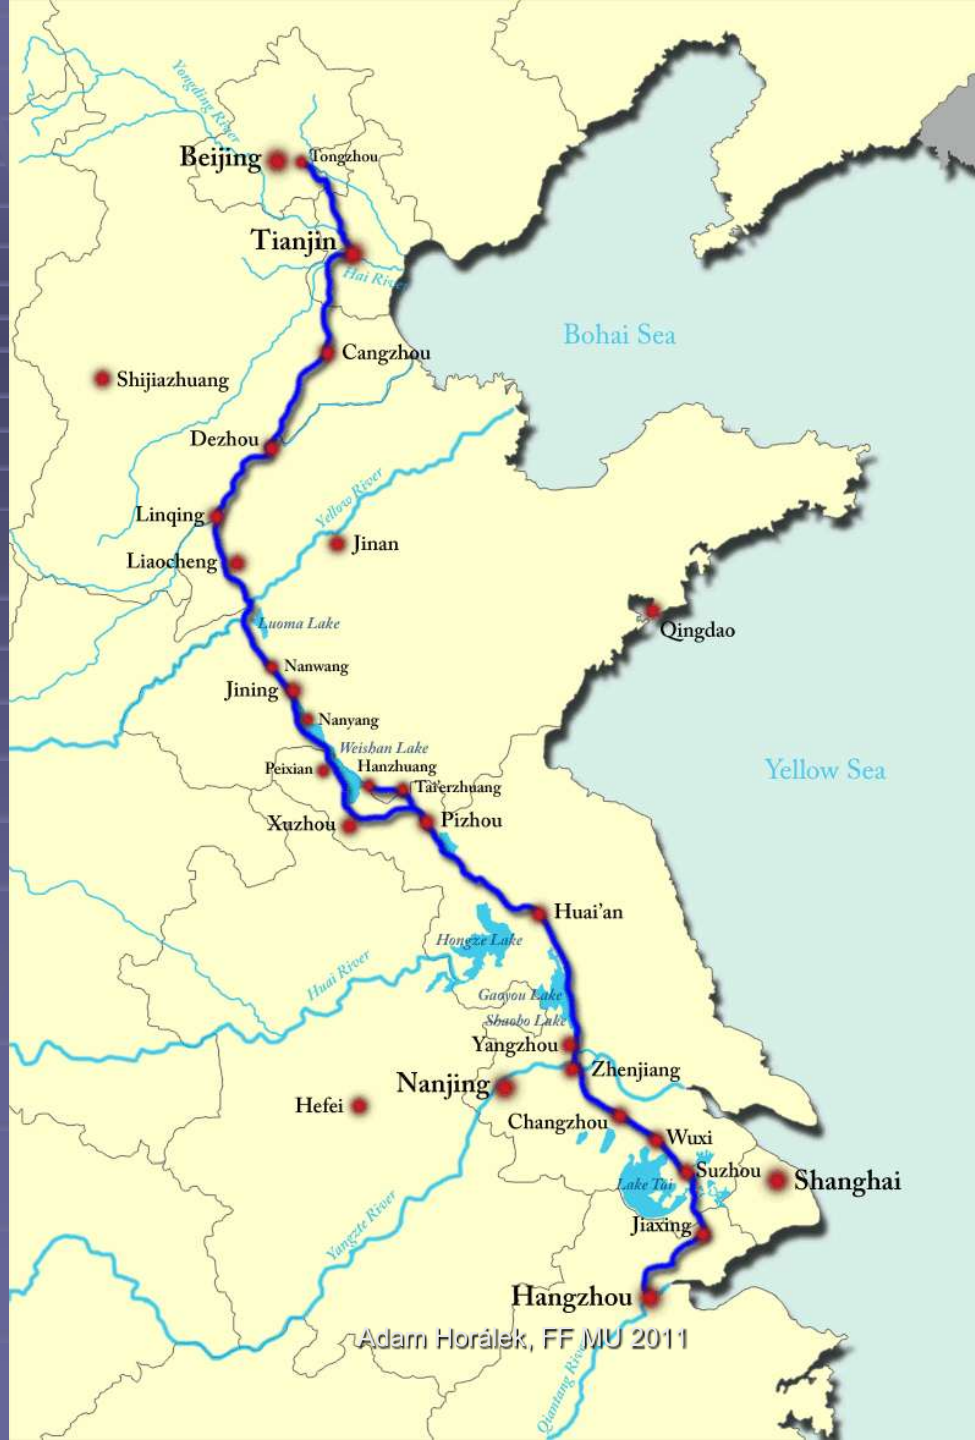 Yongding River
Beijing
Tongzhou
Tianjin
Hai River
Bohai Sea
Cangzhou
Shijiazhuang
Dezhou
Yellow River
Linqing
Jinan
Liaocheng
Luoma Lake
Qingdao
Nanwang
Jining
Nanyang
Weishan Lake
Peixian
Hanzhuang
Yellow Sea
Tai'erzhuang
Xuzhou
Pizhou
Huai'an
Hongze Lake
Huai River
Gaoyou Lake
Shaobo Lake
Yangzhou
Zhenjiang
Nanjing
Hefei
Changzhou
Wuxi
Suzhou
Lake Tai
Shanghai
Yangzte River
Jiaxing
Hangzhou
Adam Horálek, FF MU 2011
Qiantang River